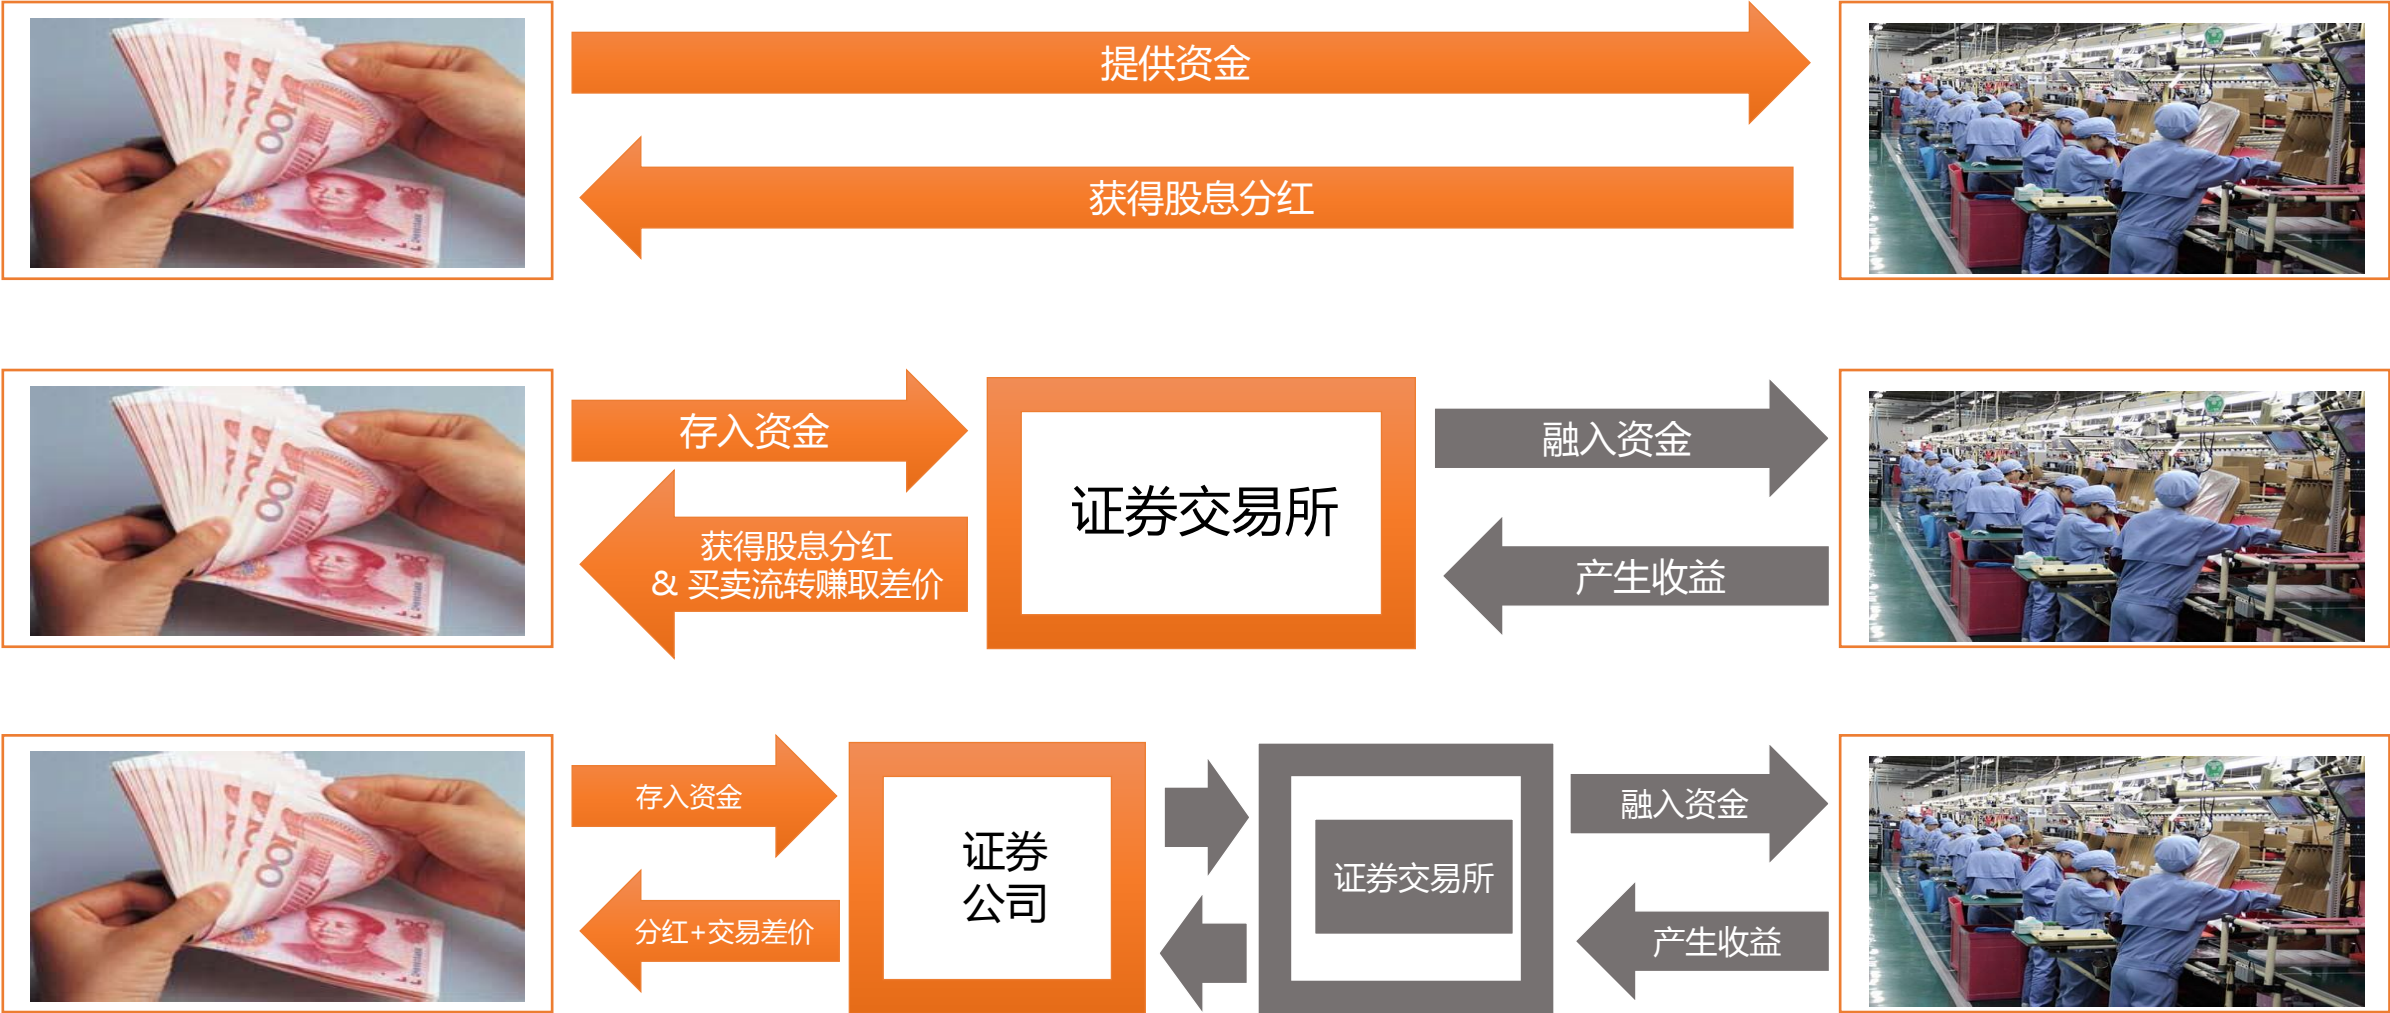 提供资金
获得股息分红
存入资金
获得股息分红
& 买卖流转赚取差价
证券交易所
融入资金
产生收益
存入资金
分红+交易差价
证券
公司
证券交易所
融入资金
产生收益
100
100
100